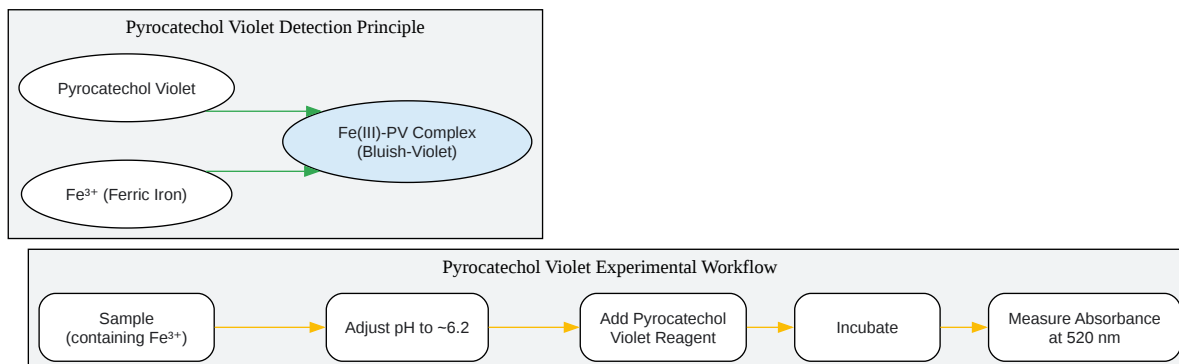 Pyrocatechol Violet Detection Principle
Pyrocatechol Violet
Fe(III)-PV Complex
(Bluish-Violet)
Fe³⁺ (Ferric Iron)
Pyrocatechol Violet Experimental Workflow
Sample
(containing Fe³⁺)
Adjust pH to ~6.2
Add Pyrocatechol
Violet Reagent
Incubate
Measure Absorbance
at 520 nm